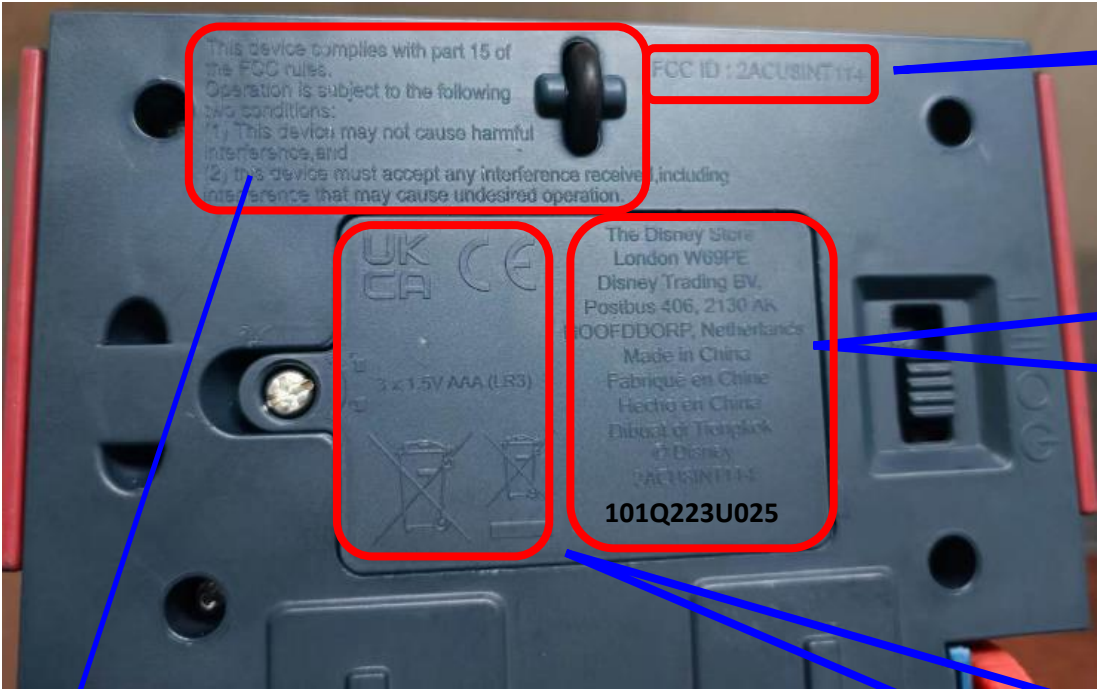 This device complies with part 15 of
the FCC rules.
Operation is subject to the following
two conditions:
(1) This device may not cause harmful
interference,and
(2) this device must accept any interference received,including
interference that may cause undesired operation.
FCC ID : 2ACUSINT114
UK
CA
CE
3 x 1.5V AAA (LR3)
The Disney Store
London W69PE
Disney Trading BV,
Postbus 406, 2130 AK
HOOFDDORP, Netherlands
Made in China
Fabriqué en Chine
Hecho en China
Dibuat di Tiongkok
© Disney
2ACUSINT114
101Q223U025